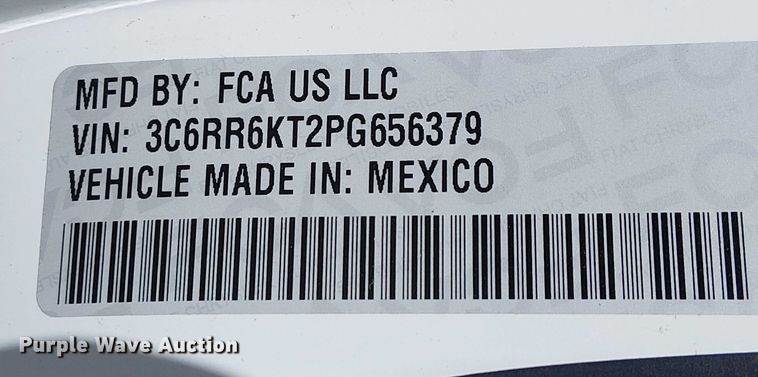 MFD BY: FCA US LLC
VIN: 3C6RR6KT2PG656379
VEHICLE MADE IN: MEXICO
Purple Wave Auction